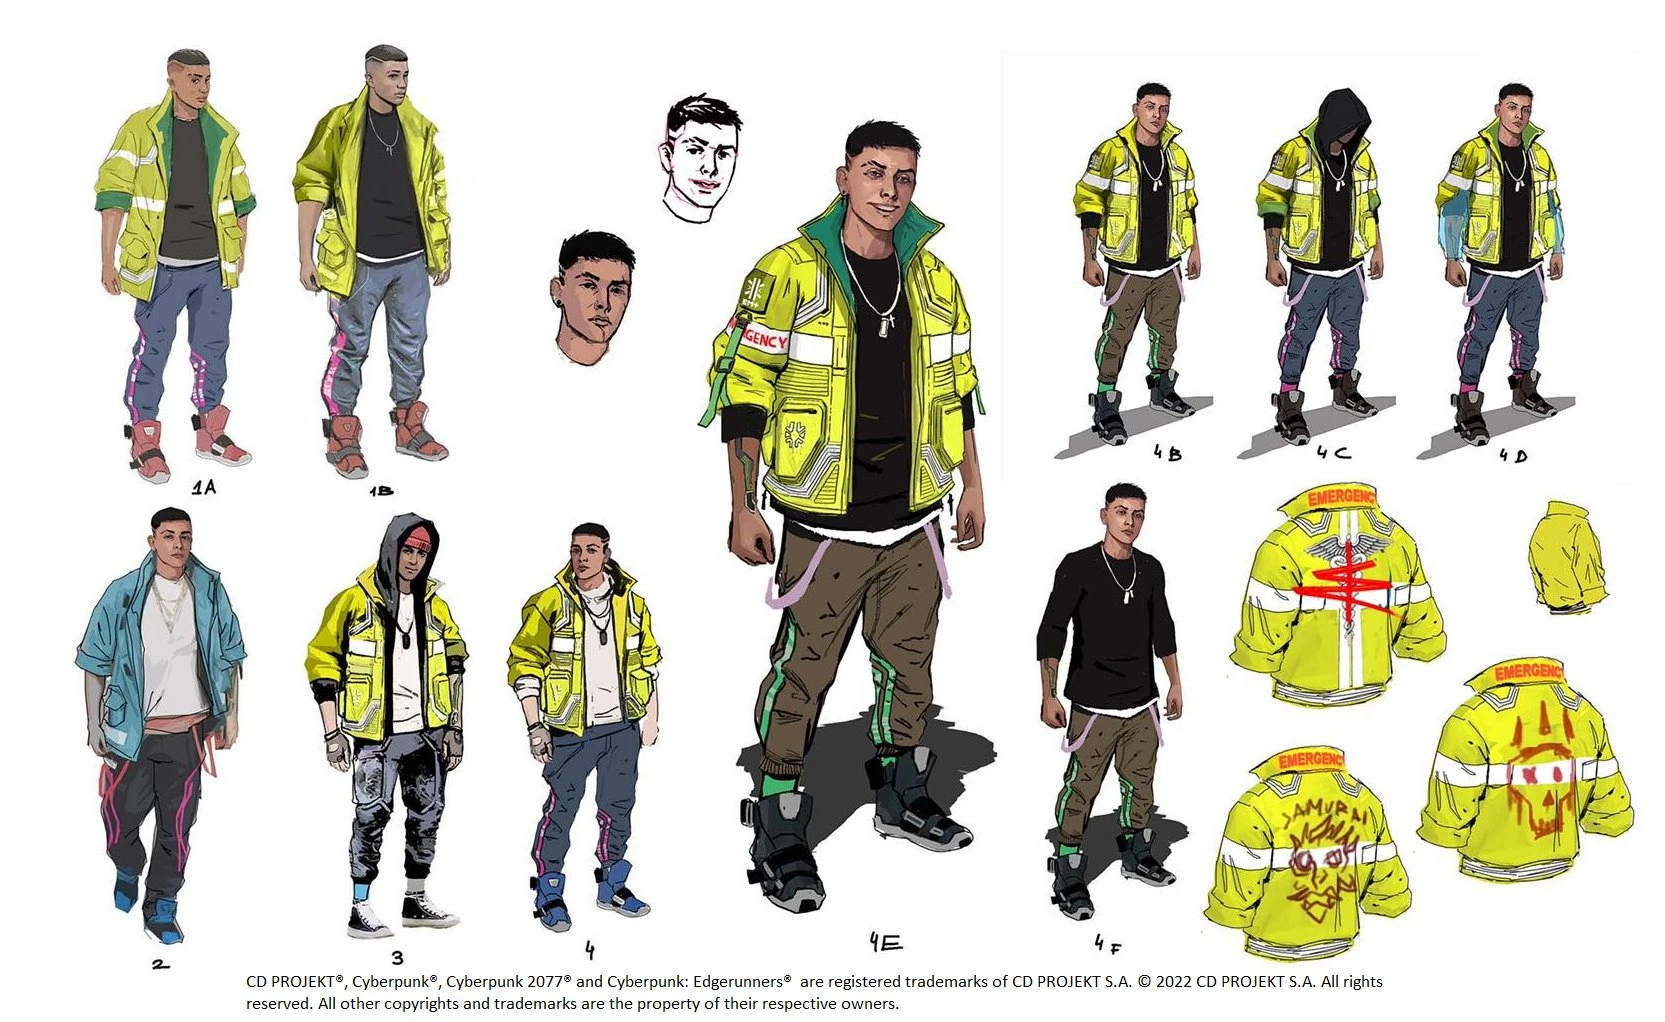 1A
1B
EMT
GENCY
4B
4C
4D
EMERGENC
EMERGENCY
EMERGENC
SAMURAI
2
3
4
4E
4F
CD PROJEKT®, Cyberpunk®, Cyberpunk 2077® and Cyberpunk: Edgerunners®  are registered trademarks of CD PROJEKT S.A. © 2022 CD PROJEKT S.A. All rights
reserved. All other copyrights and trademarks are the property of their respective owners.